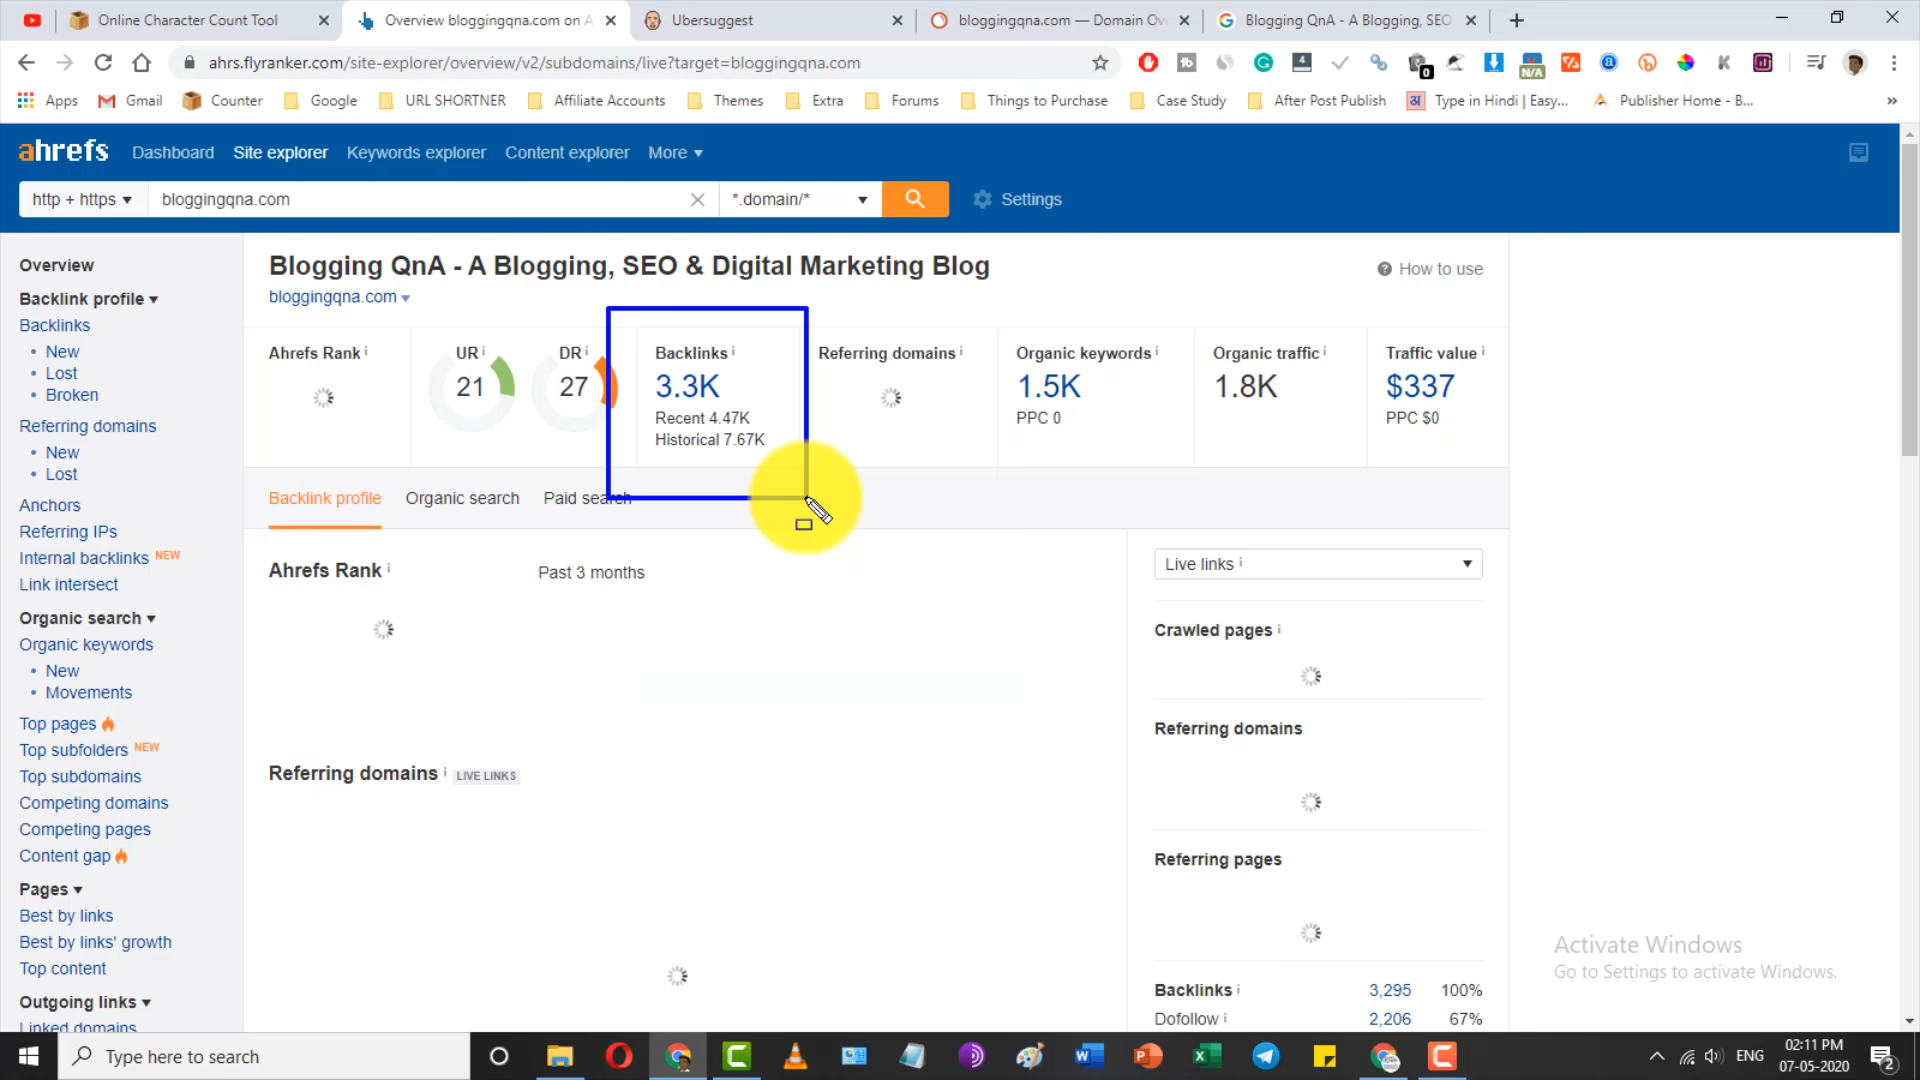 Online Character Count Tool
Overview bloggingqna.com on A
Ubersuggest
bloggingqna.com — Domain Ov
Blogging QnA - A Blogging, SEO
ahrs.flyranker.com/site-explorer/overview/v2/subdomains/live?target=bloggingqna.com
Apps
Gmail
Counter
Google
URL SHORTNER
Affiliate Accounts
Themes
Extra
Forums
Things to Purchase
Case Study
After Post Publish
Type in Hindi | Easy...
Publisher Home - B...
ahrefs
Dashboard
Site explorer
Keywords explorer
Content explorer
More
http + https
bloggingqna.com
*.domain/*
Settings
Overview
Backlink profile
Backlinks
New
Lost
Broken
Referring domains
New
Lost
Anchors
Referring IPs
Internal backlinks NEW
Link intersect
Organic search
Organic keywords
New
Movements
Top pages
Top subfolders NEW
Top subdomains
Competing domains
Competing pages
Content gap
Pages
Best by links
Best by links' growth
Top content
Outgoing links
Linked domains
Blogging QnA - A Blogging, SEO & Digital Marketing Blog
How to use
bloggingqna.com
Ahrefs Rank
UR
21
DR
27
Backlinks
3.3K
Recent 4.47K
Historical 7.67K
Referring domains
Organic keywords
1.5K
PPC 0
Organic traffic
1.8K
Traffic value
$337
PPC $0
Backlink profile
Organic search
Paid search
Ahrefs Rank
Past 3 months
Referring domains LIVE LINKS
Live links
Crawled pages
Referring domains
Referring pages
Backlinks 3,295 100%
Dofollow 2,206 67%
Activate Windows
Go to Settings to activate Windows.
Type here to search
ENG
02:11 PM
07-05-2020
2